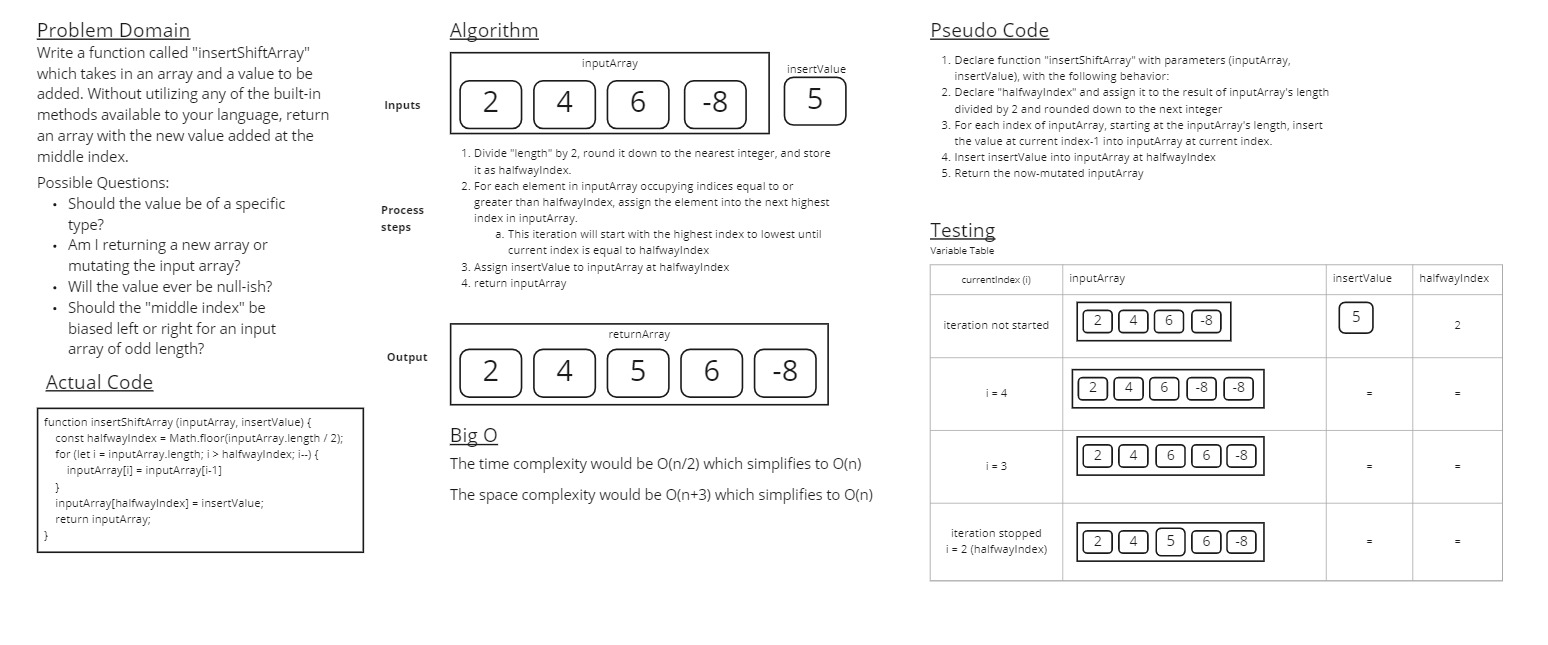 Problem Domain
Write a function called "insertShiftArray"
which takes in an array and a value to be
added. Without utilizing any of the built-in
methods available to your language, return
an array with the new value added at the
middle index.
Possible Questions:
• Should the value be of a specific
type?
• Am I returning a new array or
mutating the input array?
• Will the value ever be null-ish?
• Should the "middle index" be
biased left or right for an input
array of odd length?
Actual Code
function insertShiftArray (inputArray, insertValue) {
const halfwayIndex = Math.floor(inputArray.length / 2);
for (let i = inputArray.length; i > halfwayIndex; i--) {
inputArray[i] = inputArray[i-1]
}
inputArray[halfwayIndex] = insertValue;
return inputArray;
}
Algorithm
Inputs
inputArray
2 4 6 -8
insertValue
5
Process
steps
1. Divide "length" by 2, round it down to the nearest integer, and store
it as halfwayIndex.
2. For each element in inputArray occupying indices equal to or
greater than halfwayIndex, assign the element into the next highest
index in inputArray.
a. This iteration will start with the highest index to lowest until
current index is equal to halfwayIndex
3. Assign insertValue to inputArray at halfwayIndex
4. return inputArray
Output
returnArray
2 4 5 6 -8
Big O
The time complexity would be O(n/2) which simplifies to O(n)
The space complexity would be O(n+3) which simplifies to O(n)
Pseudo Code
1. Declare function "insertShiftArray" with parameters (inputArray,
insertValue), with the following behavior:
2. Declare "halfwayIndex" and assign it to the result of inputArray's length
divided by 2 and rounded down to the next integer
3. For each index of inputArray, starting at the inputArray's length, insert
the value at current index-1 into inputArray at current index.
4. Insert insertValue into inputArray at halfwayIndex
5. Return the now-mutated inputArray
Testing
Variable Table
currentIndex (i) inputArray insertValue halfwayIndex
iteration not started 2 4 6 -8 5 2
i = 4 2 4 6 -8 -8 = =
i = 3 2 4 6 6 -8 = =
iteration stopped
i = 2 (halfwayIndex) 2 4 5 6 -8 = =